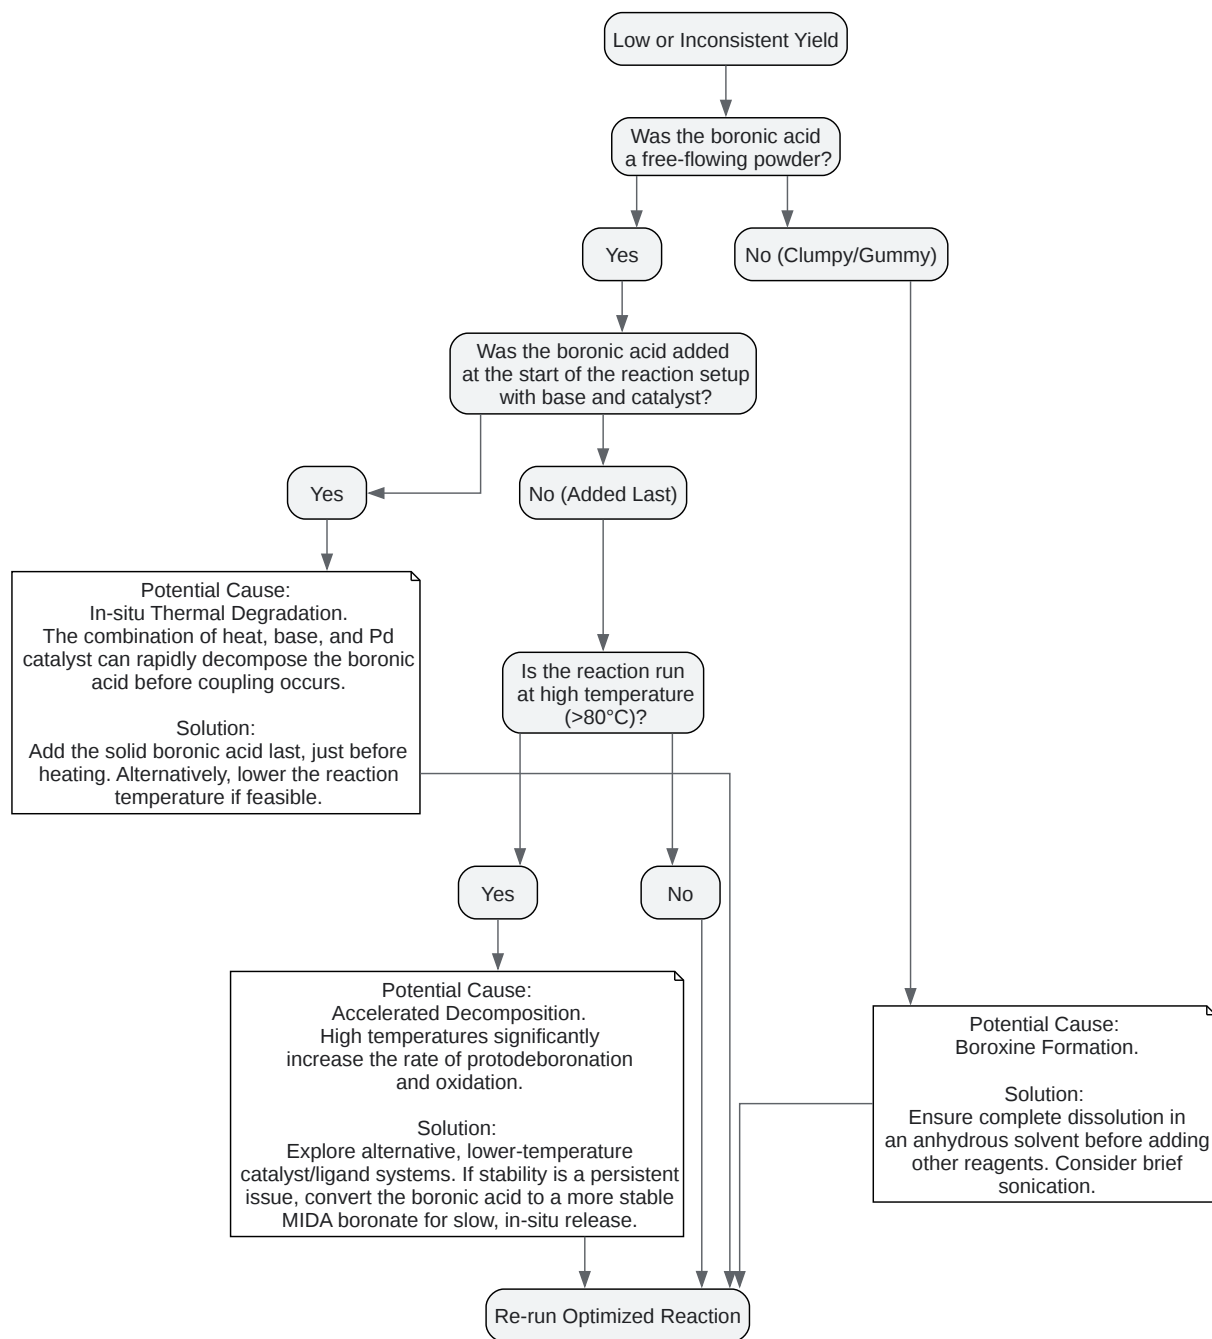 Low or Inconsistent Yield
Was the boronic acid
a free-flowing powder?
Yes
No (Clumpy/Gummy)
Was the boronic acid added
at the start of the reaction setup
with base and catalyst?
Yes
No (Added Last)
Potential Cause:
In-situ Thermal Degradation.
The combination of heat, base, and Pd
catalyst can rapidly decompose the boronic
acid before coupling occurs.
Solution:
Add the solid boronic acid last, just before
heating. Alternatively, lower the reaction
temperature if feasible.
Is the reaction run
at high temperature
(>80°C)?
Yes
No
Potential Cause:
Accelerated Decomposition.
High temperatures significantly
increase the rate of protodeboronation
and oxidation.
Solution:
Explore alternative, lower-temperature
catalyst/ligand systems. If stability is a persistent
issue, convert the boronic acid to a more stable
MIDA boronate for slow, in-situ release.
Potential Cause:
Boroxine Formation.
Solution:
Ensure complete dissolution in
an anhydrous solvent before adding
other reagents. Consider brief
sonication.
Re-run Optimized Reaction